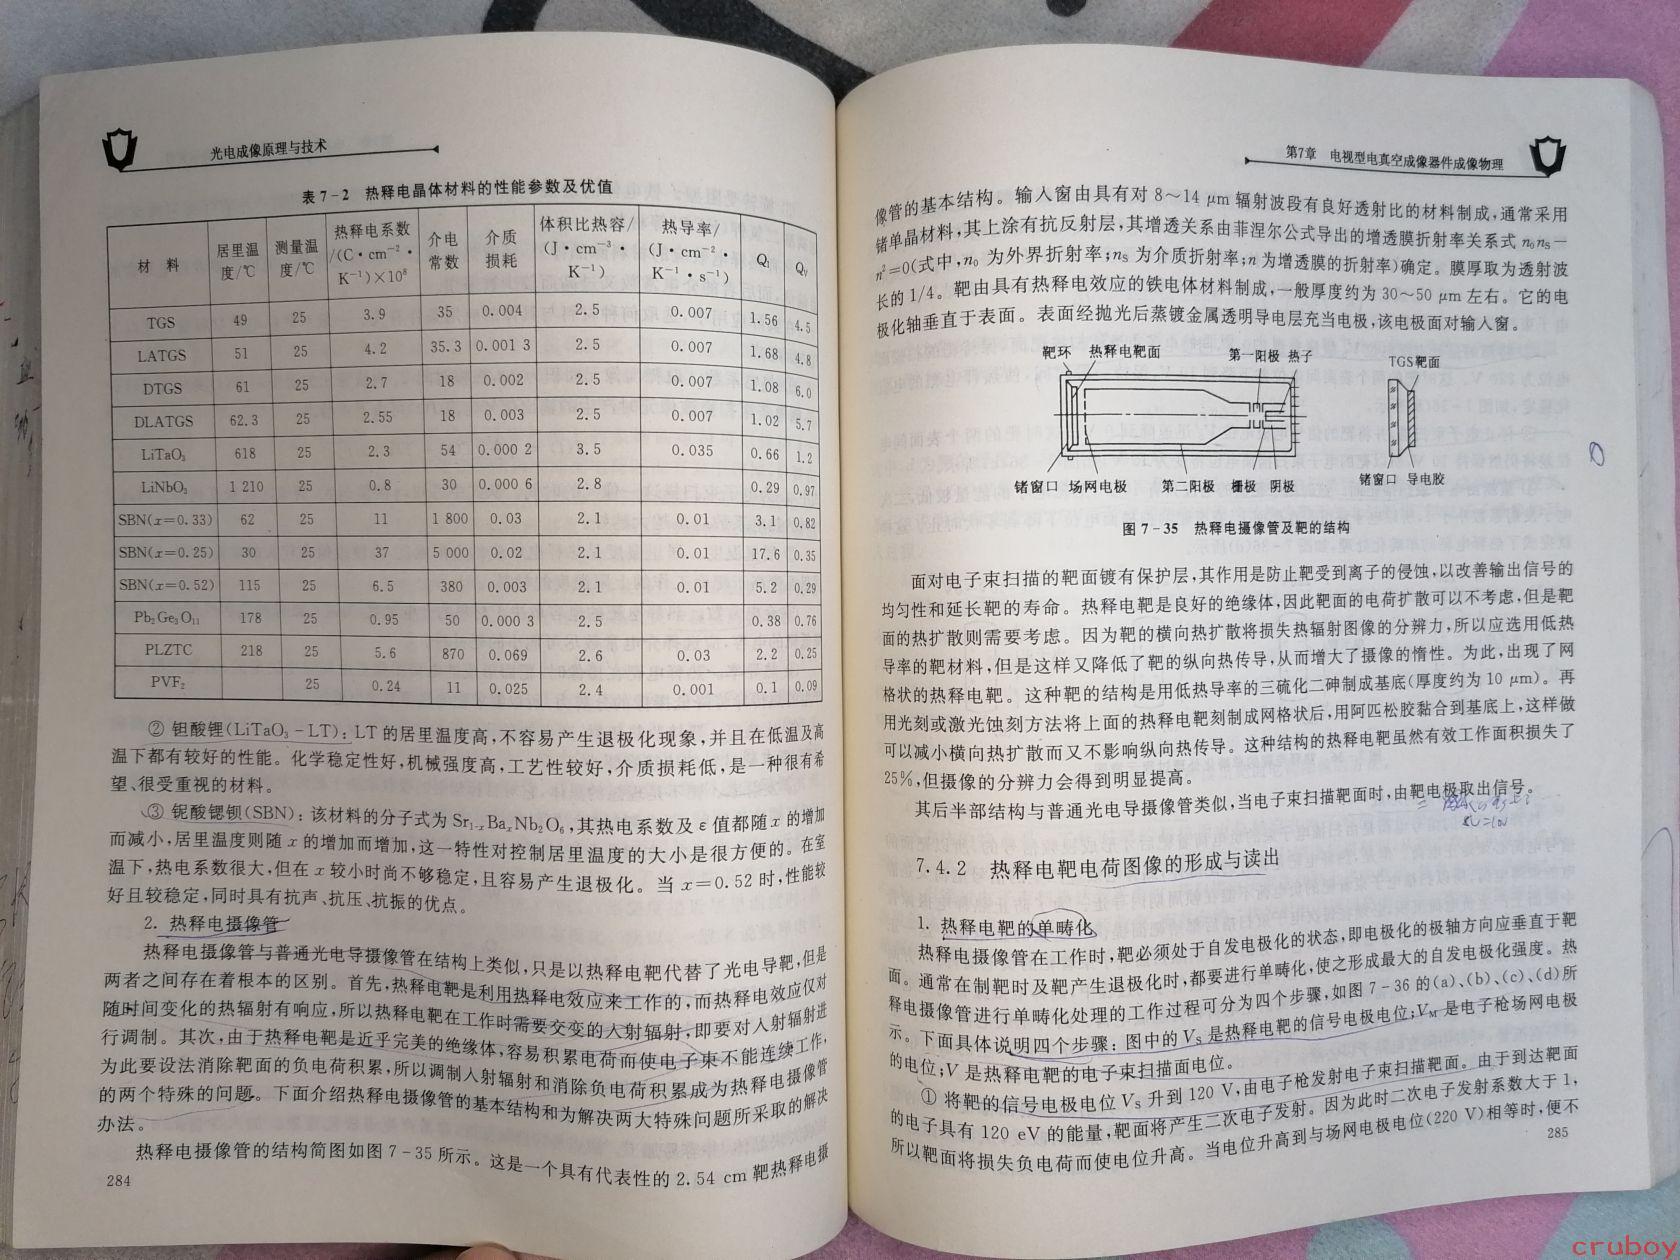 光电成像原理与技术
表7-2 热释电晶体材料的性能参数及优值
材 料 居里温度/℃ 测量温度/℃ 热释电系数/(C·cm⁻²·K⁻¹)×10⁸ 介电常数 介质损耗 体积比热容/(J·cm⁻³·K⁻¹) 热导率/(J·cm⁻²·K⁻¹·s⁻¹) Qᵢ Qᵥ
TGS 49 25 3.9 35 0.004 2.5 0.007 1.56 4.5
LATGS 51 25 4.2 35.3 0.001 3 2.5 0.007 1.68 4.8
DTGS 61 25 2.7 18 0.002 2.5 0.007 1.08 6.0
DLATGS 62.3 25 2.55 18 0.003 2.5 0.007 1.02 5.7
LiTaO₃ 618 25 2.3 54 0.000 2 3.5 0.035 0.66 1.2
LiNbO₃ 1 210 25 0.8 30 0.000 6 2.8 0.29 0.97
SBN(x=0.33) 62 25 11 1 800 0.03 2.1 0.01 3.1 0.82
SBN(x=0.25) 30 25 37 5 000 0.02 2.1 0.01 17.6 0.35
SBN(x=0.52) 115 25 6.5 380 0.003 2.1 0.01 5.2 0.29
Pb₅Ge₃O₁₁ 178 25 0.95 50 0.000 3 2.5 0.38 0.76
PLZTC 218 25 5.6 870 0.069 2.6 0.03 2.2 0.25
PVF₂ 25 0.24 11 0.025 2.4 0.001 0.1 0.09
② 钽酸锂(LiTaO₃-LT)：LT的居里温度高,不容易产生退极化现象,并且在低温及高
温下都有较好的性能。化学稳定性好,机械强度高,工艺性较好,介质损耗低,是一种很有希
望、很受重视的材料。
③ 铌酸锶钡(SBN)：该材料的分子式为Sr₁₋ₓBaₓNb₂O₆,其热电系数及ε值都随x的增加
而减小,居里温度则随x的增加而增加,这一特性对控制居里温度的大小是很方便的。在室
温下,热电系数很大,但在x较小时尚不够稳定,且容易产生退极化。当x=0.52时,性能较
好且较稳定,同时具有抗声、抗压、抗振的优点。
2. 热释电摄像管
热释电摄像管与普通光电导摄像管在结构上类似,只是以热释电靶代替了光电导靶,但是
两者之间存在着根本的区别。首先,热释电靶是利用热释电效应来工作的,而热释电效应仅对
随时间变化的热辐射有响应,所以热释电靶在工作时需要交变的入射辐射,即要对入射辐射进
行调制。其次,由于热释电靶是近乎完美的绝缘体,容易积累电荷而使电子束不能连续工作,
为此要设法消除靶面的负电荷积累,所以调制入射辐射和消除负电荷积累成为热释电摄像管
的两个特殊的问题。下面介绍热释电摄像管的基本结构和为解决两大特殊问题所采取的解决
办法。
热释电摄像管的结构简图如图7-35所示。这是一个具有代表性的2.54 cm靶热释电摄
284
第7章 电视型电真空成像器件成像物理
像管的基本结构。输入窗由具有对8～14 μm辐射波段有良好透射比的材料制成,通常采用
锗单晶材料,其上涂有抗反射层,其增透关系由菲涅尔公式导出的增透膜折射率关系式n₀nₛ−
n²=0(式中,n₀为外界折射率;nₛ为介质折射率;n为增透膜的折射率)确定。膜厚取为透射波
长的1/4。靶由具有热释电效应的铁电体材料制成,一般厚度约为30～50 μm左右。它的电
极化轴垂直于表面。表面经抛光后蒸镀金属透明导电层充当电极,该电极面对输入窗。
靶环 热释电靶面 第一阳极 热子 TGS靶面
锗窗口 场网电极 第二阳极 栅极 阴极 锗窗口 导电胶
图7-35 热释电摄像管及靶的结构
面对电子束扫描的靶面镀有保护层,其作用是防止靶受到离子的侵蚀,以改善输出信号的
均匀性和延长靶的寿命。热释电靶是良好的绝缘体,因此靶面的电荷扩散可以不考虑,但是靶
面的热扩散则需要考虑。因为靶的横向热扩散将损失热辐射图像的分辨力,所以应选用低热
导率的靶材料,但是这样又降低了靶的纵向热传导,从而增大了摄像的惰性。为此,出现了网
格状的热释电靶。这种靶的结构是用低热导率的三硫化二砷制成基底(厚度约为10 μm)。再
用光刻或激光蚀刻方法将上面的热释电靶刻制成网格状后,用阿匹松胶黏合到基底上,这样做
可以减小横向热扩散而又不影响纵向热传导。这种结构的热释电靶虽然有效工作面积损失了
25%,但摄像的分辨力会得到明显提高。
其后半部结构与普通光电导摄像管类似,当电子束扫描靶面时,由靶电极取出信号。
7.4.2 热释电靶电荷图像的形成与读出
1. 热释电靶的单畴化
热释电摄像管在工作时,靶必须处于自发电极化的状态,即电极化的极轴方向应垂直于靶
面。通常在制靶时及靶产生退极化时,都要进行单畴化,使之形成最大的自发电极化强度。热
释电摄像管进行单畴化处理的工作过程可分为四个步骤,如图7-36的(a)、(b)、(c)、(d)所
示。下面具体说明四个步骤：图中的Vₛ是热释电靶的信号电极电位;V_M是电子枪场网电极
的电位;V是热释电靶的电子束扫描面电位。
① 将靶的信号电极电位Vₛ升到120 V,由电子枪发射电子束扫描靶面。由于到达靶面
的电子具有120 eV的能量,靶面将产生二次电子发射。因为此时二次电子发射系数大于1,
所以靶面将损失负电荷而使电位升高。当电位升高到与场网电极电位(220 V)相等时,便不
285
cruboy